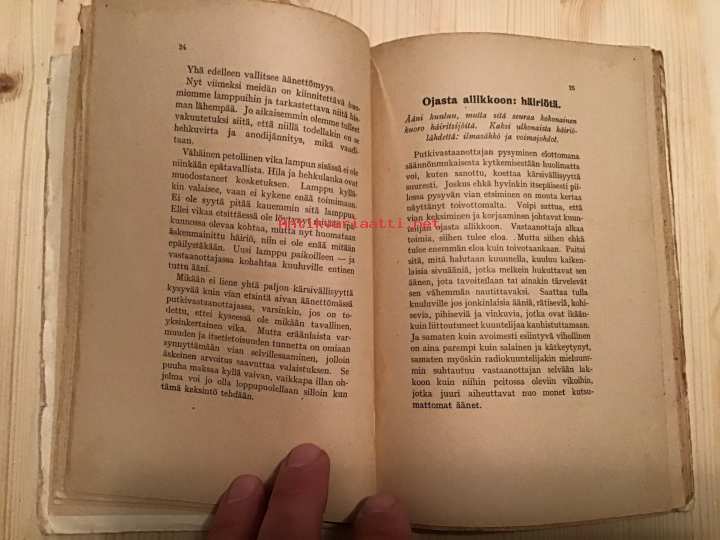 24
Yhä edelleen vallitsee äänettömyys.
Nyt viimeksi meidän on kiinnitettävä huo-
miomme lamppuihin ja tarkastettava niitä hie-
man lähempää. Jo aikaisemmin olemme tulleet
vakuutetuksi siitä, että niillä todellakin on se
hehkuvirta ja anodijännitys, mikä vaadi-
taan.
Vähäinen petollinen vika lampun sisässä ei ole
niinkään epätavallista. Hila ja hehkulanka ovat
muodostaneet kosketuksen. Lamppu kyllä-
kin valaisee, vaan ei kykene enää toimimaan.
Ei ole syytä pitää kauemmin sitä lamppua.
Ellei vikaa etsittäessä ole löytänyt muuta
kunnossa olevaa kohtaa, mutta nyt huomataan
äskenmainittu häiriö, niin ei ole enää mitään
epäilystäkään. Uusi lamppu paikoilleen — ja
vastaanottajassa kohahtaa kuuluville entinen
tuttu ääni.
Mikään ei liene yhtä paljon kärsivällisyyttä
kysyvää kuin vian etsintä aivan äänettömässä
putkivastaanottajassa, varsinkin, jos on to-
dettu, ettei kyseessä ole mikään tavallinen,
yksinkertainen vika. Mutta eräänlaista var-
muuden ja itsetietoisuuden tunnetta on omiaan
synnyttämään vian selvillesaaminen, jolloin
äskeinen arvoitus saavuttaa valaistuksen. Se
puuha maksaa kyllä vaivan, vaikkapa illan oh-
jelma voi jo olla loppupuolellaan silloin kun
tämä keksintö tehdään.
25
Ojasta allikkoon: häiriötä.
Ääni kuuluu, mutta sitä seuraa kokonainen
kuoro häiritsijöitä. Kaksi ulkonaista häiriö-
lähdettä: ilmasähkö ja voimajohdot.
Putkivastaanottajan pysyminen elottomana
säännönmukaisesta kytkemisestään huolimatta
voi, kuten sanottu, koettaa kärsivällisyyttä
suuresti. Joskus ehkä hyvinkin itsepäisesti pii-
lossa pysyvän vian etsiminen on monta kertaa
näyttänyt toivottomalta. Voipi sattua, että
vian keksiminen ja korjaaminen johtavat kuun-
telijan ojasta allikkoon. Vastaanottaja alkaa
toimia, siihen tulee eloa. Mutta siihen ehkä
tulee enemmän eloa kuin toivotaankaan. Paitsi
sitä, mitä halutaan kuunnella, kuuluu kaiken-
laisia sivuääniä, jotka melkein hukuttavat sen
äänen, jota tavoitellaan tai ainakin tärvelevät
sen vähemmän nautittavaksi. Saattaa tulla
kuuluville jos jonkinlaisia ääniä, rätiseviä, kohi-
sevia, pihiseviä ja vinkuvia, jotka ovat ikään-
kuin liittoutuneet kuuntelijaa kauhistuttamaan.
Ja samaten kuin avoimesti esiintyvä vihollinen
on aina parempi kuin salainen ja kätkeytynyt,
samaten myöskin radiokuuntelijakin mieluum-
min suhtautuu vastaanottajan selvään lak-
koon kuin niihin peitossa oleviin vikoihin,
jotka juuri aiheuttavat nuo monet kutsu-
mattomat äänet.
antikvariaatti.net